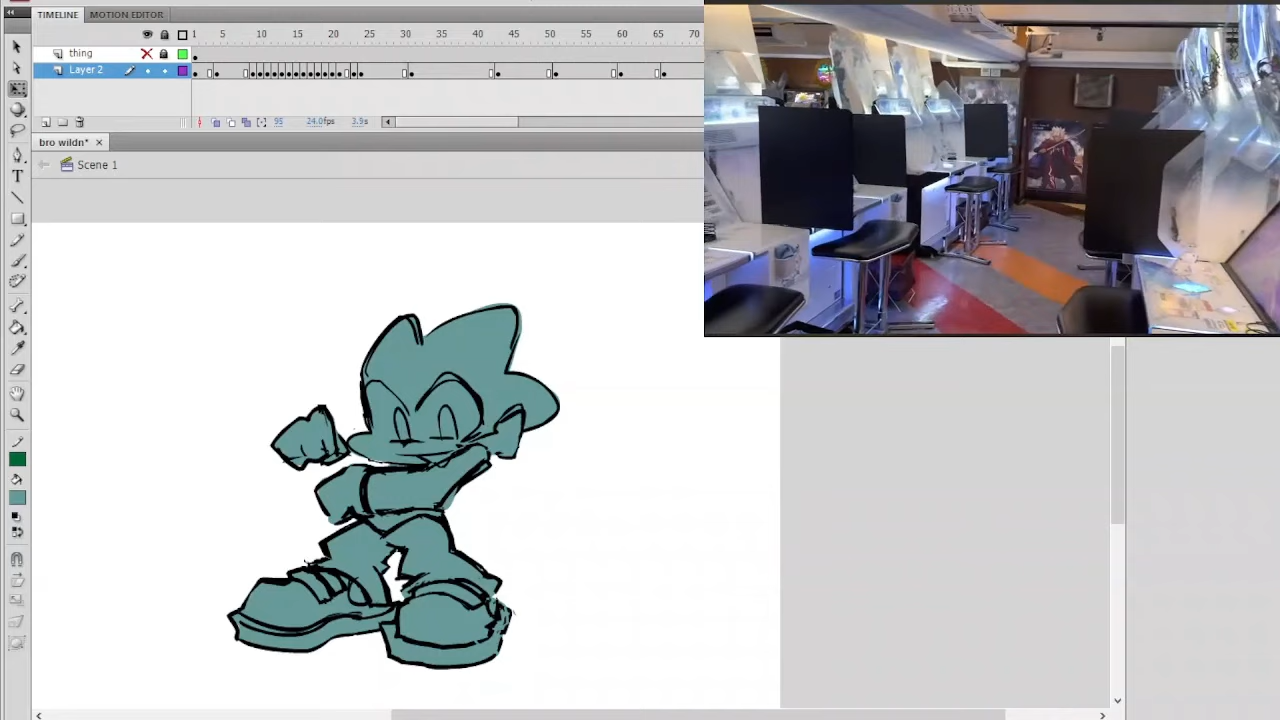 TIMELINE MOTION EDITOR
1 5 10 15 20 25 30 35 40 45 50 55 60 65 70
thing
Layer 2
95 24.0fps 3.9s
bro wildn*
Scene 1
T